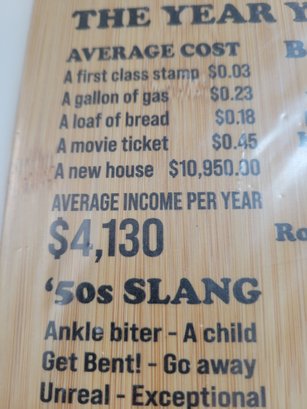 THE YEAR Y
AVERAGE COST B
A first class stamp $0.03
A gallon of gas $0.23
A loaf of bread $0.18
A movie ticket $0.45
A new house $10,950.00
AVERAGE INCOME PER YEAR
$4,130 Ro
‘50s SLANG
Ankle biter - A child
Get Bent! - Go away
Unreal - Exceptional